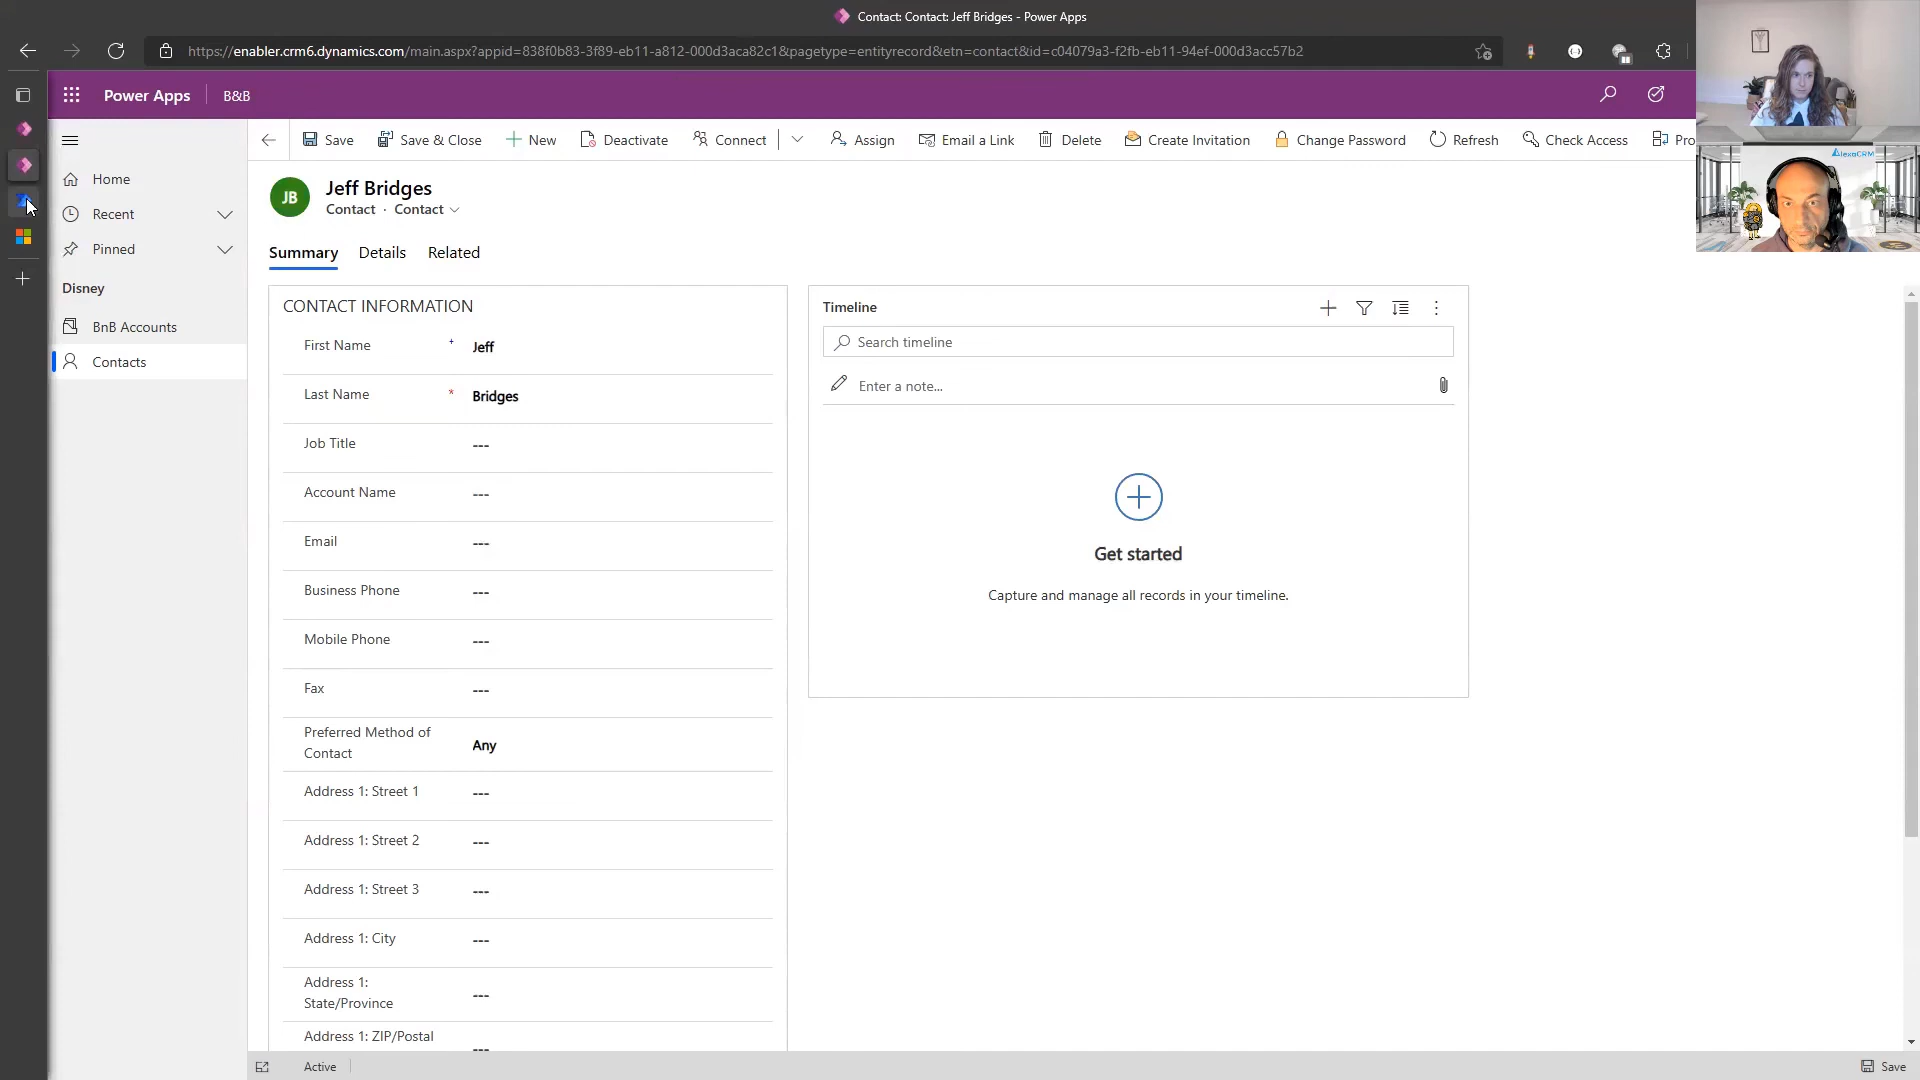 Contact: Contact: Jeff Bridges - Power Apps
https://enabler.crm6.dynamics.com/main.aspx?appid=838f0b83-3f89-eb11-a812-000d3aca82c1&pagetype=entityrecord&etn=contact&id=c04079a3-f2fb-eb11-94ef-000d3acc57b2
Power Apps B&B
Save Save & Close New Deactivate Connect Assign Email a Link Delete Create Invitation Change Password Refresh Check Access Pro
AlexaCRM
Home
Recent
Pinned
Disney
BnB Accounts
Contacts
JB
Jeff Bridges
Contact · Contact
Summary Details Related
CONTACT INFORMATION
First Name + Jeff
Last Name * Bridges
Job Title ---
Account Name ---
Email ---
Business Phone ---
Mobile Phone ---
Fax ---
Preferred Method of
Contact
Any
Address 1: Street 1 ---
Address 1: Street 2 ---
Address 1: Street 3 ---
Address 1: City ---
Address 1:
State/Province
---
Address 1: ZIP/Postal
---
Timeline
Search timeline
Enter a note...
Get started
Capture and manage all records in your timeline.
Active
Save